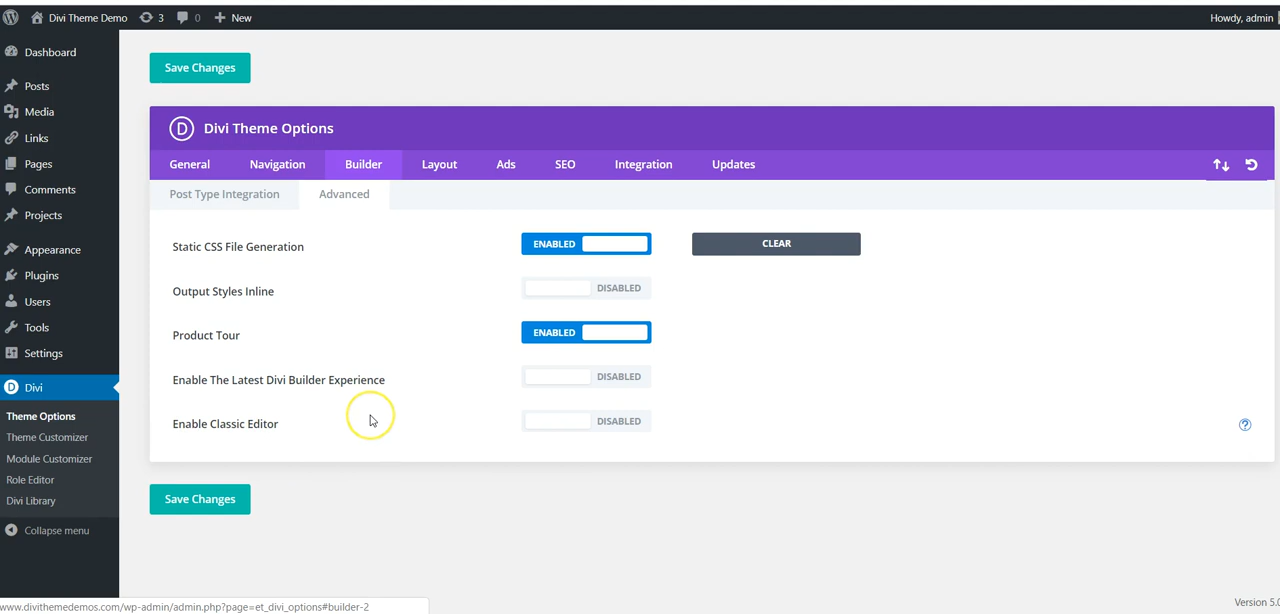 Divi Theme Demo 3 0 New Howdy, admin
Dashboard
Posts
Media
Links
Pages
Comments
Projects
Appearance
Plugins
Users
Tools
Settings
Divi
Theme Options
Theme Customizer
Module Customizer
Role Editor
Divi Library
Collapse menu
Save Changes
D Divi Theme Options
General Navigation Builder Layout Ads SEO Integration Updates
Post Type Integration Advanced
Static CSS File Generation ENABLED CLEAR
Output Styles Inline DISABLED
Product Tour ENABLED
Enable The Latest Divi Builder Experience DISABLED
Enable Classic Editor DISABLED ?
Save Changes
www.divithemedemos.com/wp-admin/admin.php?page=et_divi_options#builder-2
Version 5.0